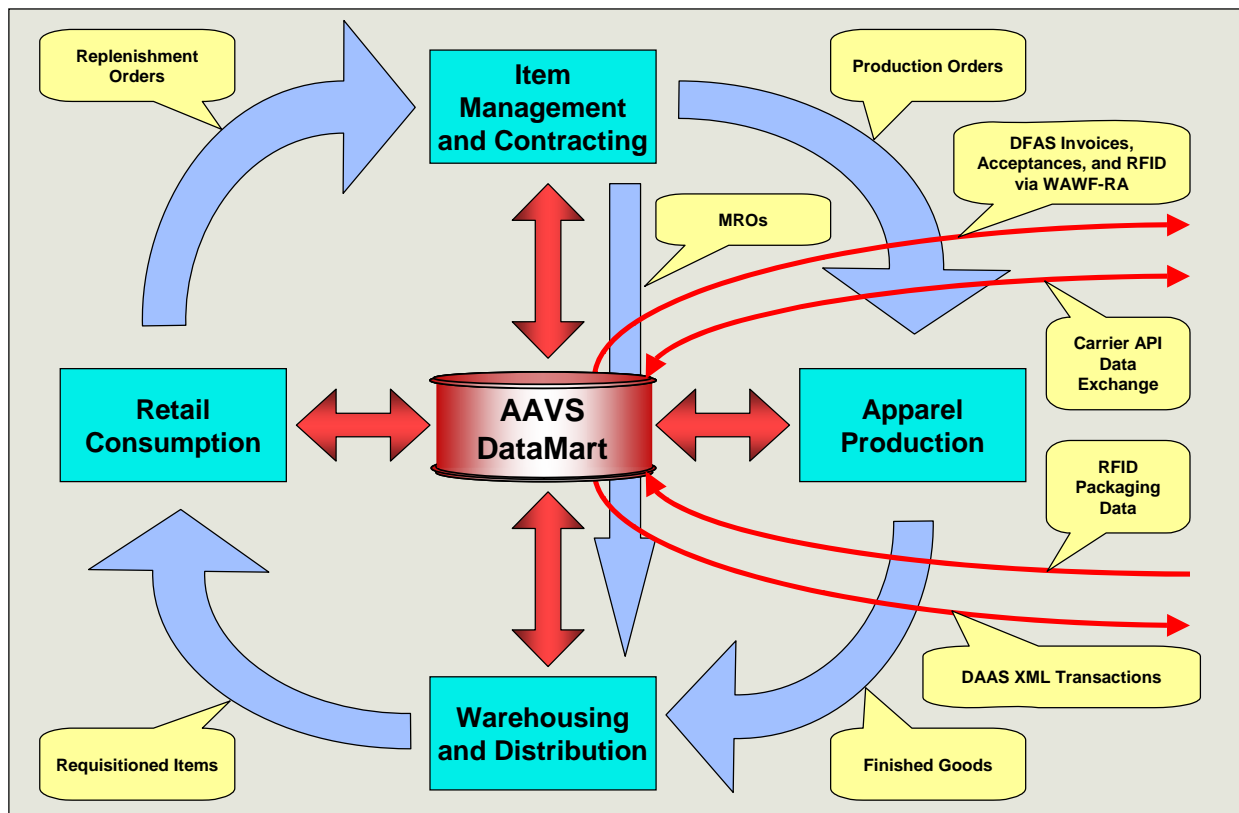 Replenishment
Orders
Item
Management
and Contracting
Production Orders
DFAS Invoices,
Acceptances, and RFID
via WAWF-RA
MROs
Carrier API
Data
Exchange
Retail
Consumption
AAVS
DataMart
Apparel
Production
RFID
Packaging
Data
DAAS XML Transactions
Warehousing
and Distribution
Requisitioned Items
Finished Goods